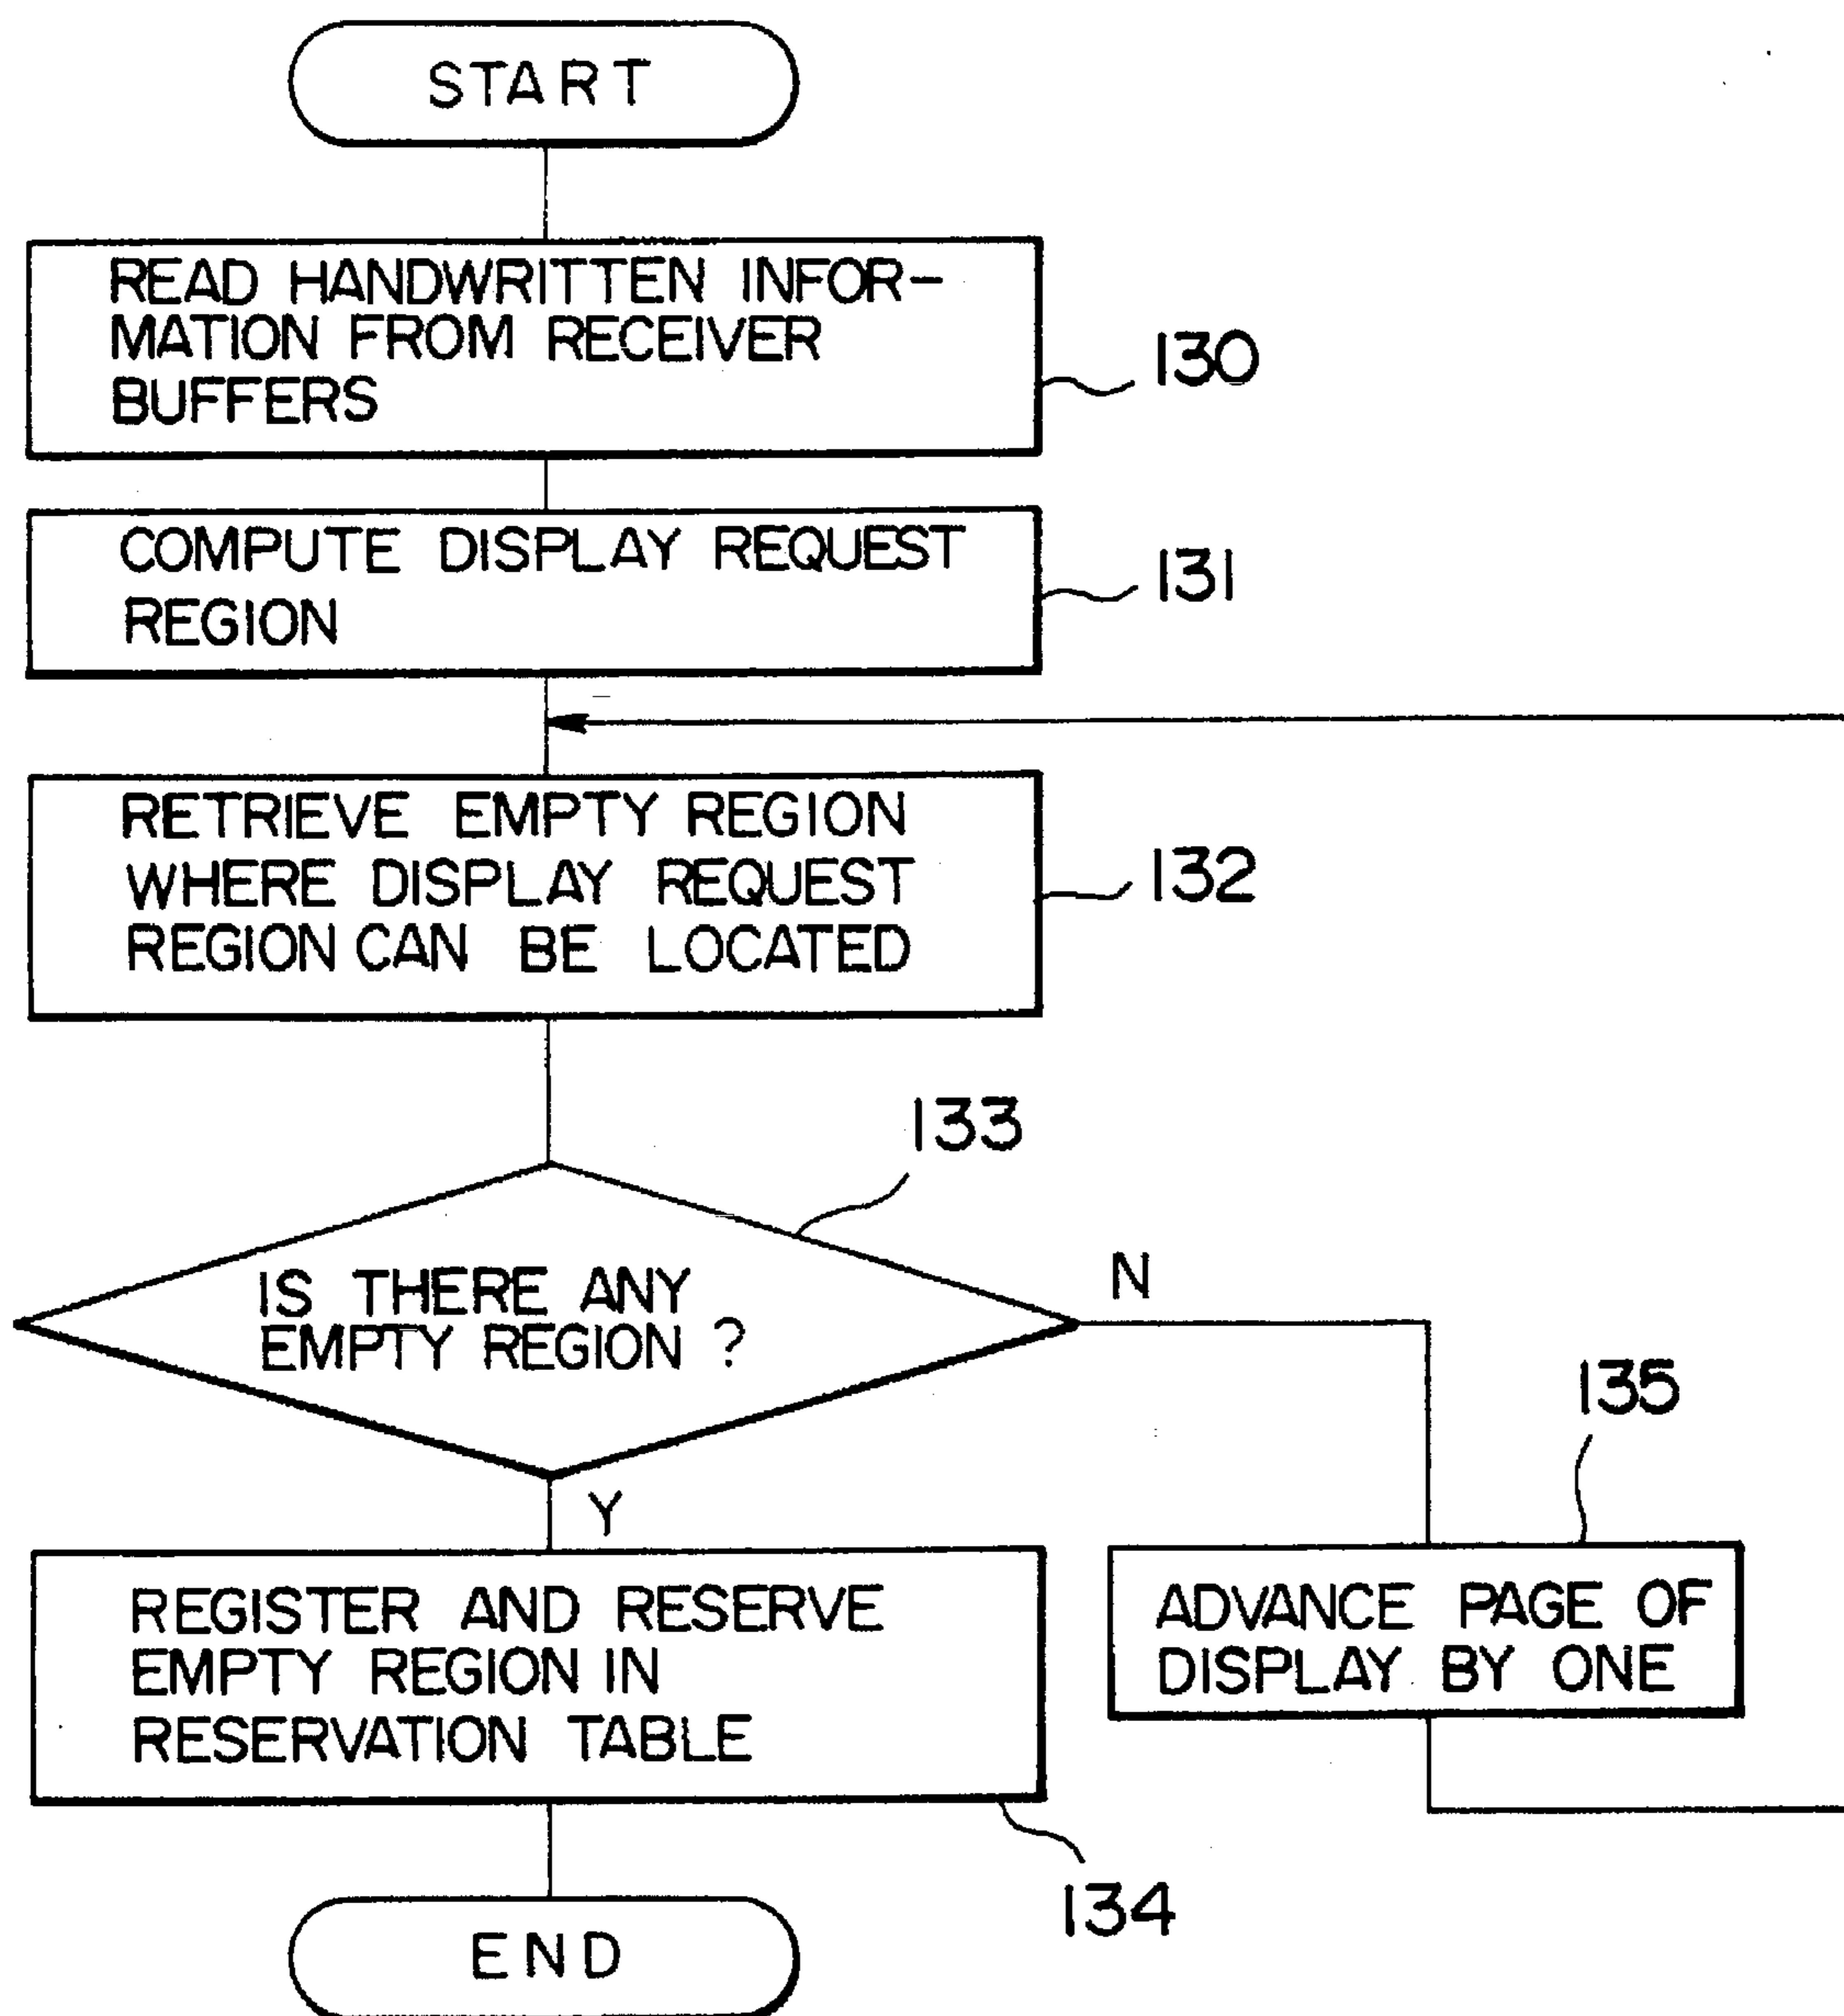 START
READ HANDWRITTEN INFOR-
MATION FROM RECEIVER
BUFFERS
130
COMPUTE DISPLAY REQUEST
REGION
131
RETRIEVE EMPTY REGION
WHERE DISPLAY REQUEST
REGION CAN BE LOCATED
132
133
IS THERE ANY
EMPTY REGION ?
N
Y
135
REGISTER AND RESERVE
EMPTY REGION IN
RESERVATION TABLE
ADVANCE PAGE OF
DISPLAY BY ONE
134
END